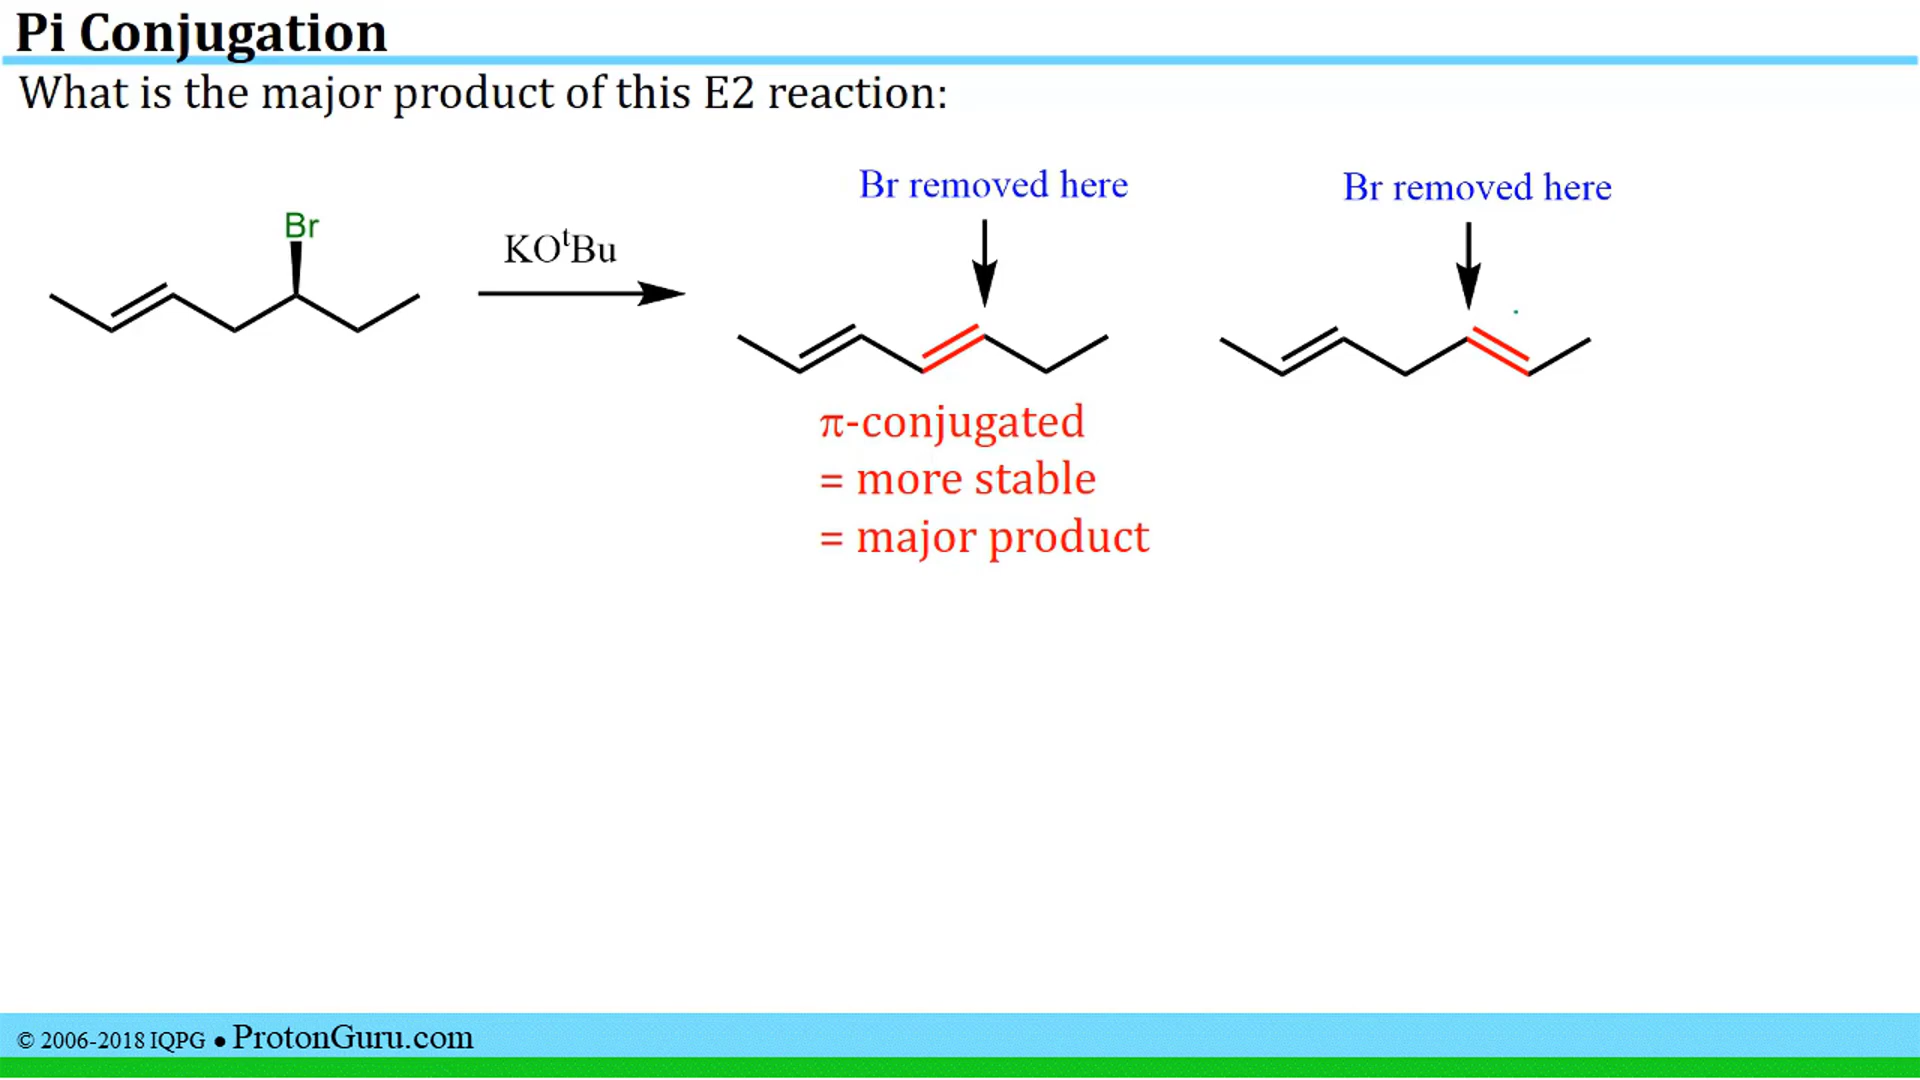 Pi Conjugation
What is the major product of this E2 reaction:
Br removed here
Br removed here
Br
KOᵗBu
π-conjugated
= more stable
= major product
© 2006-2018 IQPG ● ProtonGuru.com